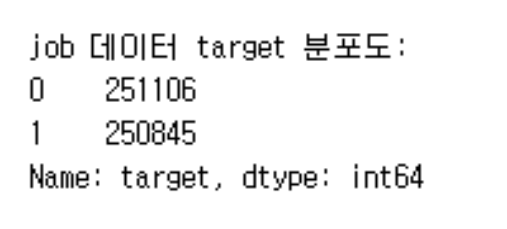 job 데이터 target 분포도:
0    251106
1    250845
Name: target, dtype: int64